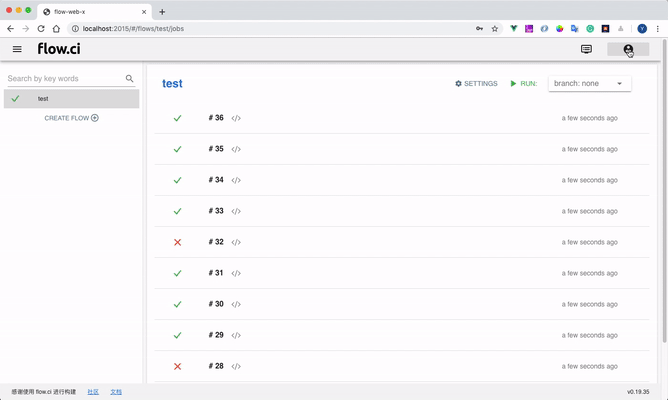 flow-web-x
localhost:2015/#/flows/test/jobs
Y
flow.ci
Search by key words
test
CREATE FLOW
test
SETTINGS
RUN:
branch: none
# 36 </> a few seconds ago
# 35 </> a few seconds ago
# 34 </> a few seconds ago
# 33 </> a few seconds ago
# 32 </> a few seconds ago
# 31 </> a few seconds ago
# 30 </> a few seconds ago
# 29 </> a few seconds ago
# 28 </> a few seconds ago
感谢使用 flow.ci 进行构建 社区 文档 v0.19.35